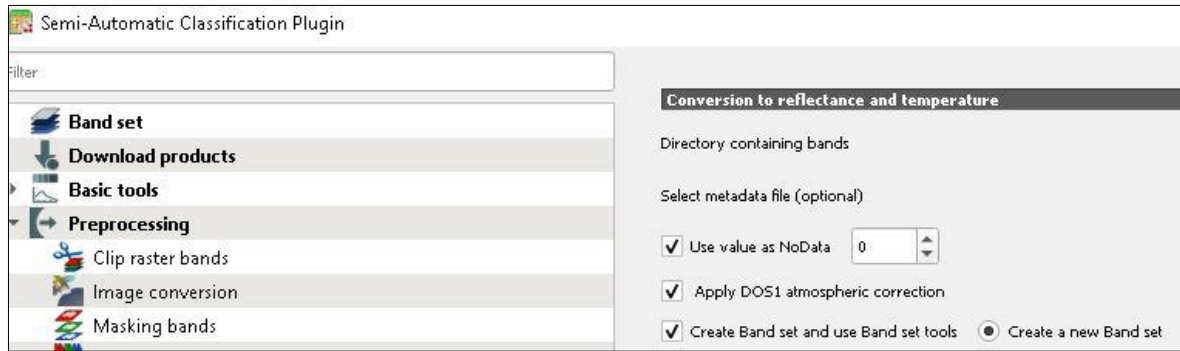 Semi-Automatic Classification Plugin
Filter
Band set
Download products
Basic tools
Preprocessing
Clip raster bands
Image conversion
Masking bands
Conversion to reflectance and temperature
Directory containing bands
Select metadata file (optional)
Use value as NoData 0
Apply DOS1 atmospheric correction
Create Band set and use Band set tools Create a new Band set